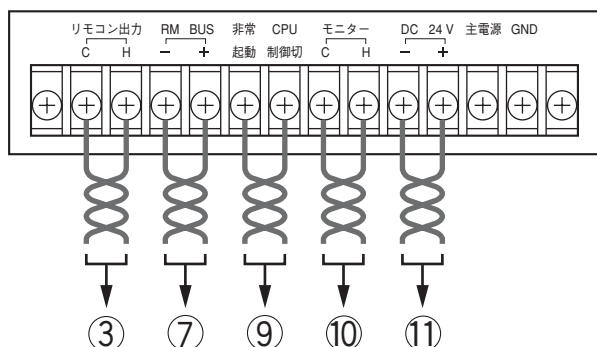 リモコン出力 RM BUS 非常 CPU モニター DC 24 V 主電源 GND
C H − + 起動 制御切 C H − +
③ ⑦ ⑨ ⑩ ⑪